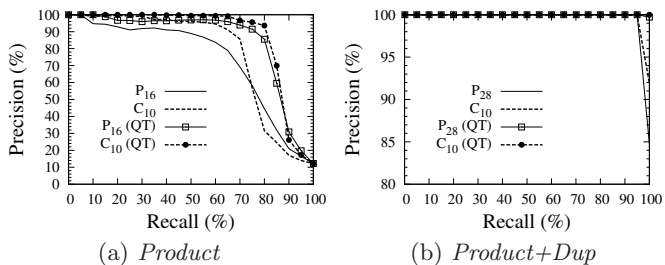 Precision (%)
100
90
80
70
60
50
40
30
20
10
0
P16
C10
P16 (QT)
C10 (QT)
0 10 20 30 40 50 60 70 80 90 100
Recall (%)
(a) Product
Precision (%)
100
95
90
85
80
P28
C10
P28 (QT)
C10 (QT)
0 10 20 30 40 50 60 70 80 90 100
Recall (%)
(b) Product+Dup